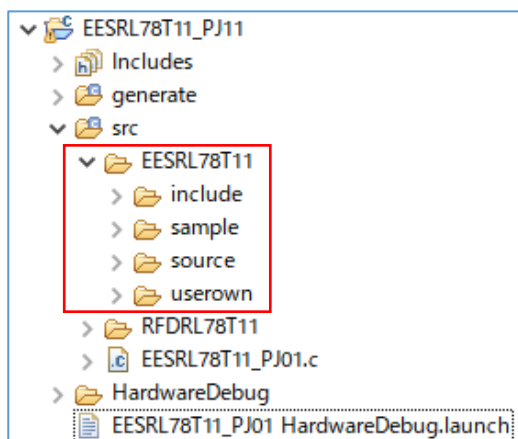 EESRL78T11_PJ11
Includes
generate
src
EESRL78T11
include
sample
source
userown
RFDRL78T11
EESRL78T11_PJ01.c
HardwareDebug
EESRL78T11_PJ01 HardwareDebug.launch